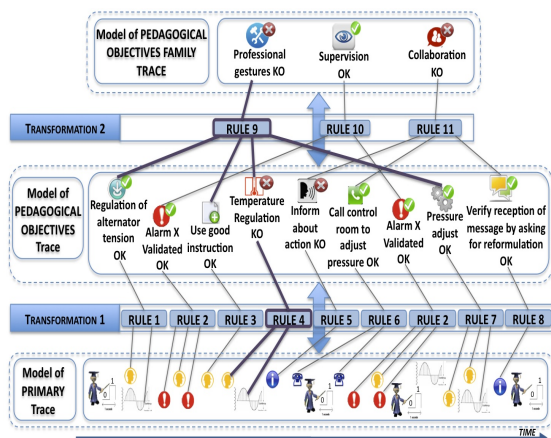 Model of PEDAGOGICAL
OBJECTIVES FAMILY
TRACE
Professional
gestures KO
Supervision
OK
Collaboration
KO
TRANSFORMATION 2
RULE 9
RULE 10
RULE 11
Model of
PEDAGOGICAL
OBJECTIVES
Trace
Regulation of
alternator
tension
OK
Alarm X
Validated
OK
Use good
instruction
OK
Temperature
Regulation
KO
Inform
about
action KO
Call control
room to
adjust
pressure OK
Alarm X
Validated
OK
Pressure
adjust OK
Verify reception of
message by asking
for reformulation
OK
TRANSFORMATION 1
RULE 1
RULE 2
RULE 3
RULE 4
RULE 5
RULE 6
RULE 2
RULE 7
RULE 8
Model of
PRIMARY
Trace
TIME